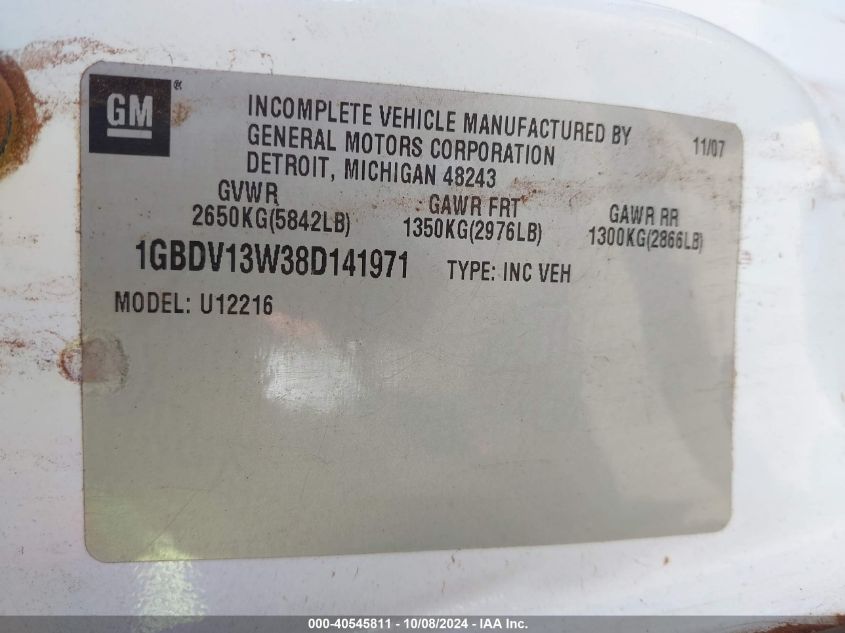 GM®
INCOMPLETE VEHICLE MANUFACTURED BY
GENERAL MOTORS CORPORATION
DETROIT, MICHIGAN 48243
11/07
GVWR
2650KG(5842LB)
GAWR FRT
1350KG(2976LB)
GAWR RR
1300KG(2866LB)
1GBDV13W38D141971 TYPE: INC VEH
MODEL: U12216
000-40545811 - 10/08/2024 - IAA Inc.